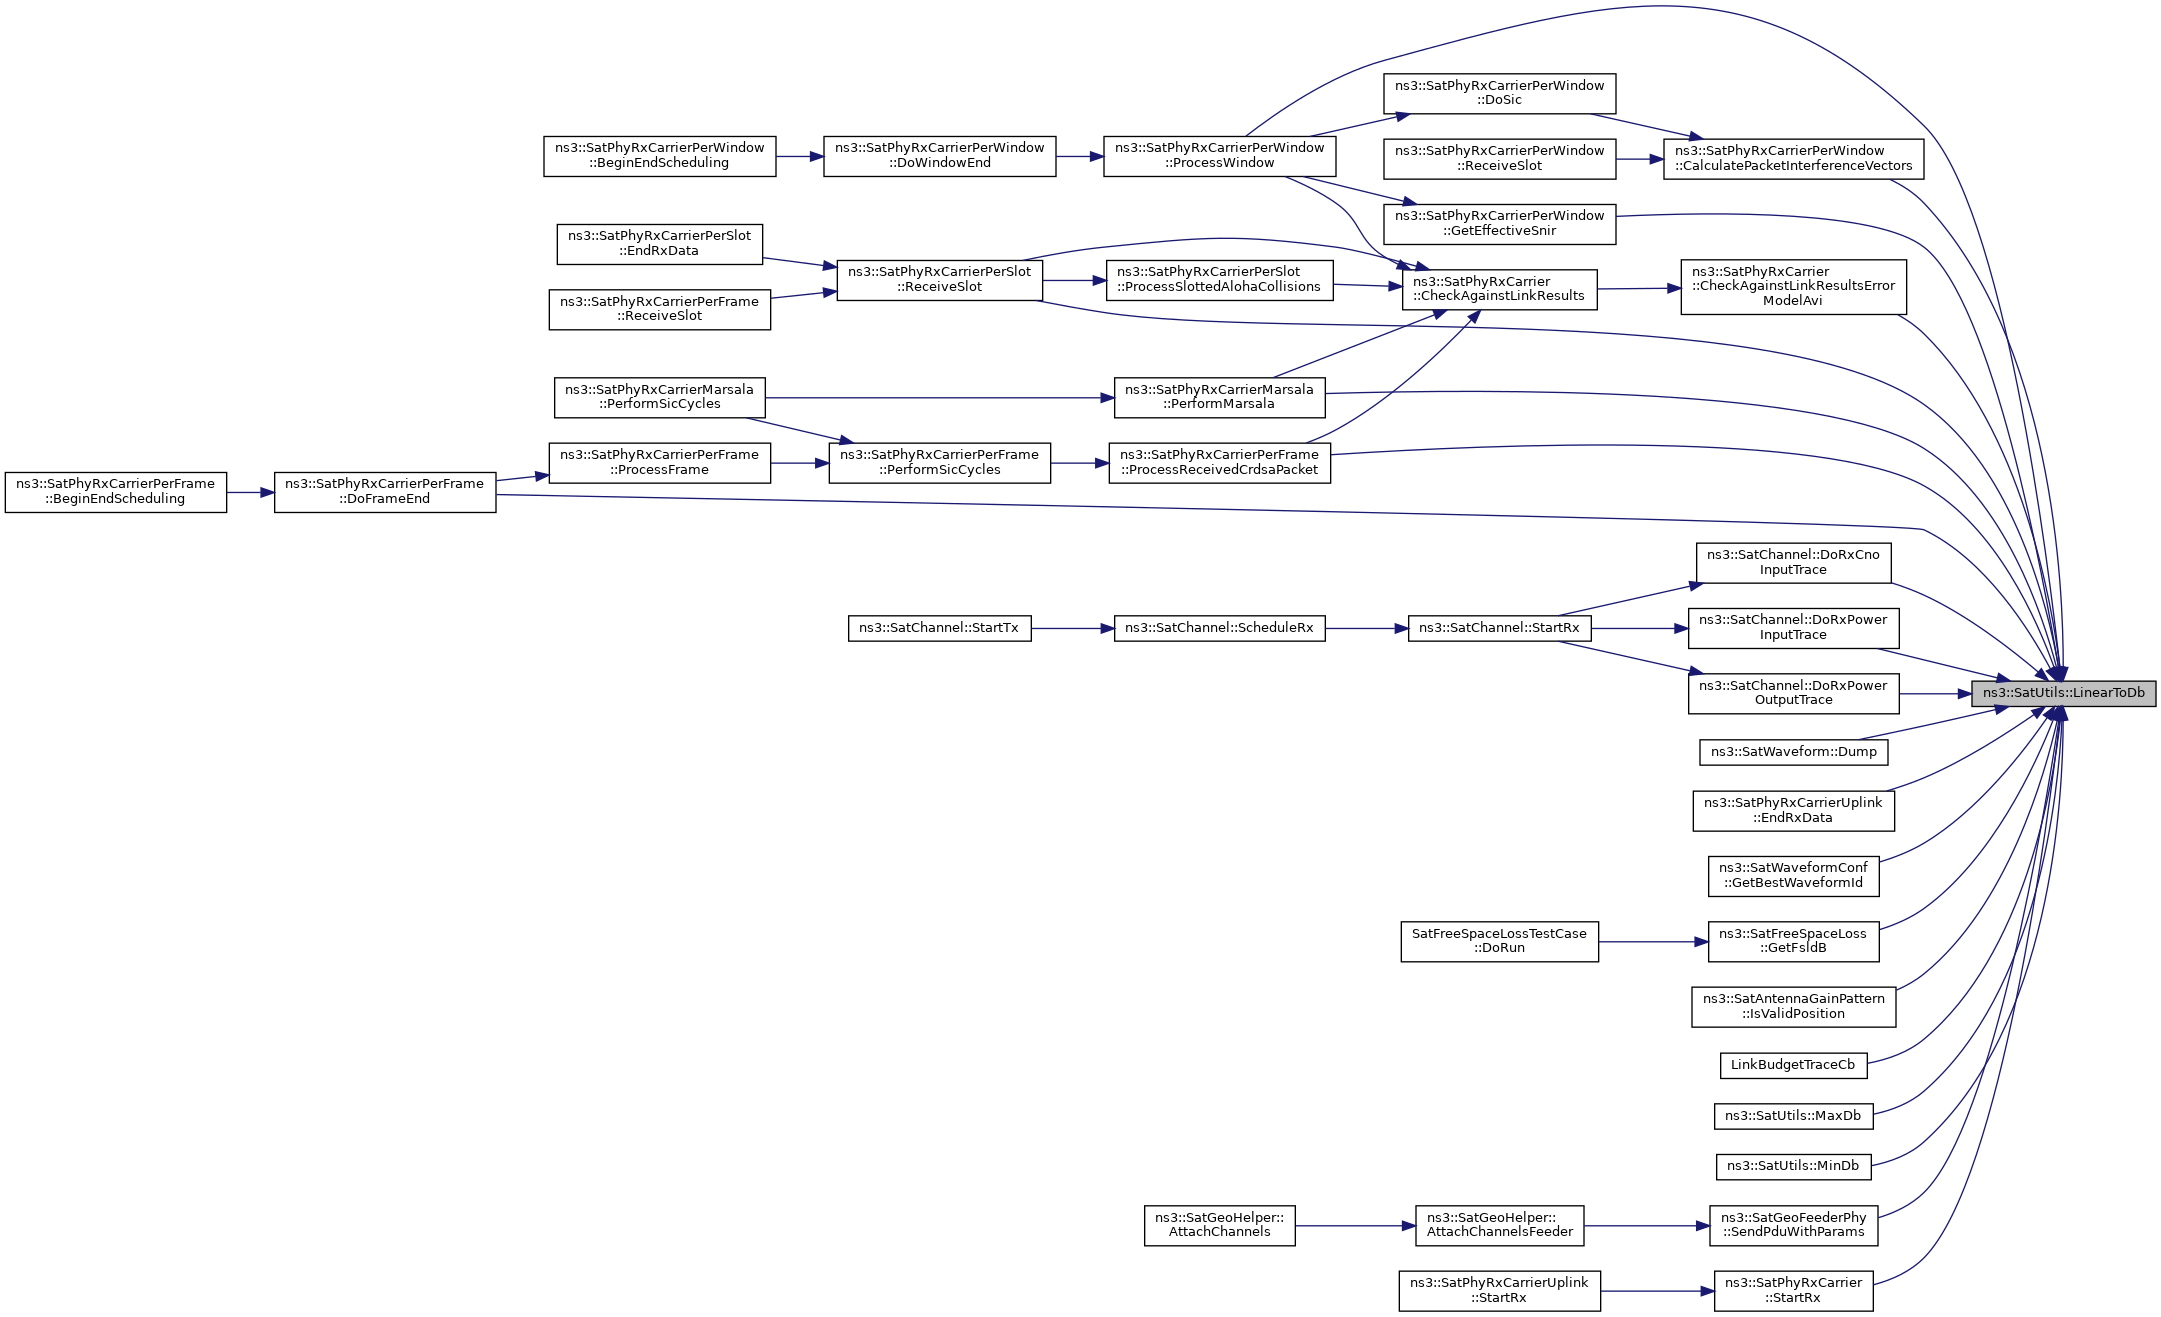 ns3::SatPhyRxCarrierPerWindow
::DoSic
ns3::SatPhyRxCarrierPerWindow
::BeginEndScheduling
ns3::SatPhyRxCarrierPerWindow
::DoWindowEnd
ns3::SatPhyRxCarrierPerWindow
::ProcessWindow
ns3::SatPhyRxCarrierPerWindow
::ReceiveSlot
ns3::SatPhyRxCarrierPerWindow
::CalculatePacketInterferenceVectors
ns3::SatPhyRxCarrierPerWindow
::GetEffectiveSnir
ns3::SatPhyRxCarrierPerSlot
::EndRxData
ns3::SatPhyRxCarrierPerSlot
::ReceiveSlot
ns3::SatPhyRxCarrierPerSlot
::ProcessSlottedAlohaCollisions
ns3::SatPhyRxCarrier
::CheckAgainstLinkResults
ns3::SatPhyRxCarrier
::CheckAgainstLinkResultsError
ModelAvi
ns3::SatPhyRxCarrierPerFrame
::ReceiveSlot
ns3::SatPhyRxCarrierMarsala
::PerformSicCycles
ns3::SatPhyRxCarrierMarsala
::PerformMarsala
ns3::SatPhyRxCarrierPerFrame
::BeginEndScheduling
ns3::SatPhyRxCarrierPerFrame
::DoFrameEnd
ns3::SatPhyRxCarrierPerFrame
::ProcessFrame
ns3::SatPhyRxCarrierPerFrame
::PerformSicCycles
ns3::SatPhyRxCarrierPerFrame
::ProcessReceivedCrdsaPacket
ns3::SatChannel::DoRxCno
InputTrace
ns3::SatChannel::StartTx
ns3::SatChannel::ScheduleRx
ns3::SatChannel::StartRx
ns3::SatChannel::DoRxPower
InputTrace
ns3::SatChannel::DoRxPower
OutputTrace
ns3::SatUtils::LinearToDb
ns3::SatWaveform::Dump
ns3::SatPhyRxCarrierUplink
::EndRxData
ns3::SatWaveformConf
::GetBestWaveformId
SatFreeSpaceLossTestCase
::DoRun
ns3::SatFreeSpaceLoss
::GetFsldB
ns3::SatAntennaGainPattern
::IsValidPosition
LinkBudgetTraceCb
ns3::SatUtils::MaxDb
ns3::SatUtils::MinDb
ns3::SatGeoHelper::
AttachChannels
ns3::SatGeoHelper::
AttachChannelsFeeder
ns3::SatGeoFeederPhy
::SendPduWithParams
ns3::SatPhyRxCarrierUplink
::StartRx
ns3::SatPhyRxCarrier
::StartRx